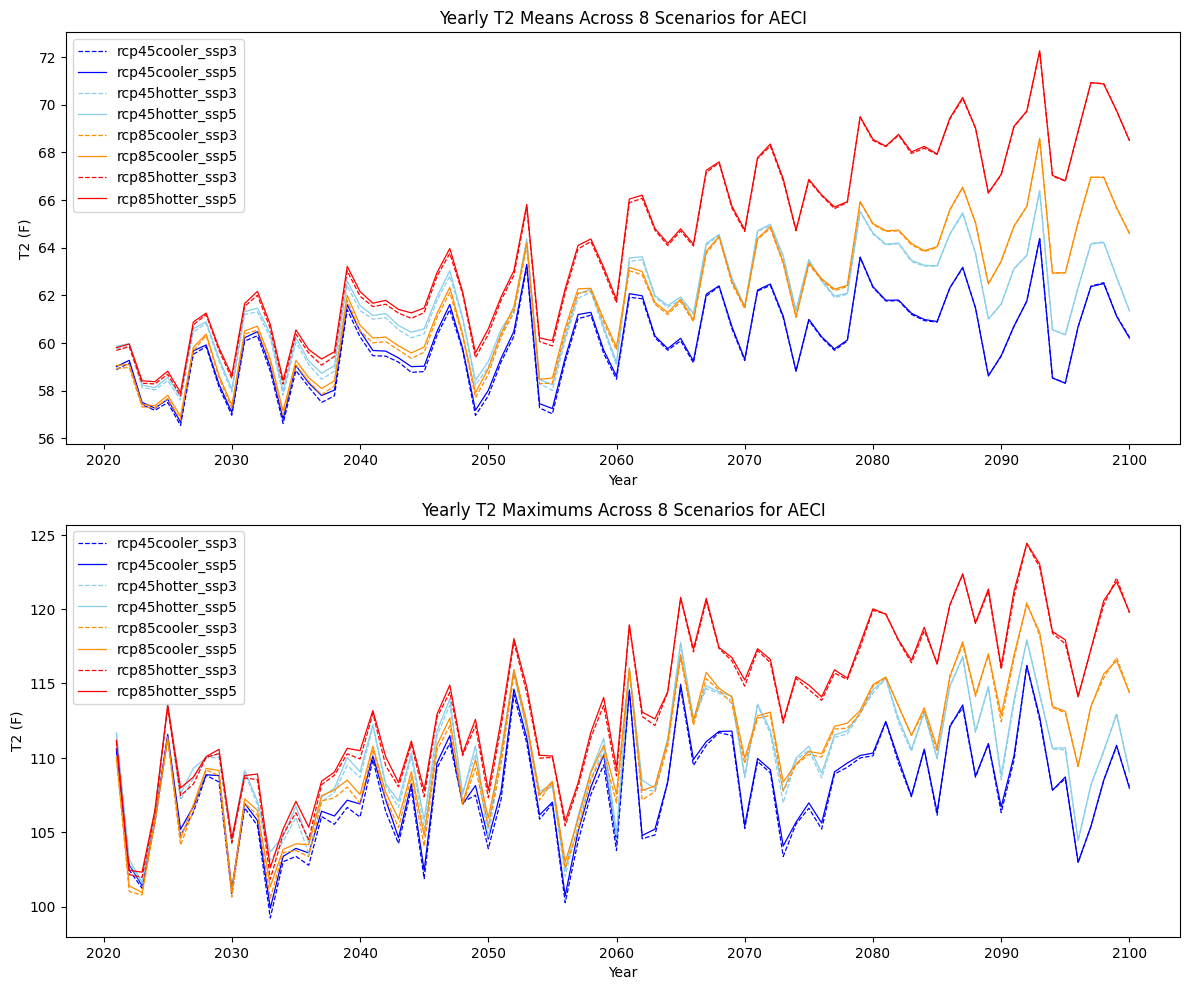 Yearly T2 Means Across 8 Scenarios for AECI
rcp45cooler_ssp3
rcp45cooler_ssp5
rcp45hotter_ssp3
rcp45hotter_ssp5
rcp85cooler_ssp3
rcp85cooler_ssp5
rcp85hotter_ssp3
rcp85hotter_ssp5
72
70
68
66
64
62
60
58
56
T2 (F)
2020 2030 2040 2050 2060 2070 2080 2090 2100
Year
Yearly T2 Maximums Across 8 Scenarios for AECI
rcp45cooler_ssp3
rcp45cooler_ssp5
rcp45hotter_ssp3
rcp45hotter_ssp5
rcp85cooler_ssp3
rcp85cooler_ssp5
rcp85hotter_ssp3
rcp85hotter_ssp5
125
120
115
110
105
100
T2 (F)
2020 2030 2040 2050 2060 2070 2080 2090 2100
Year